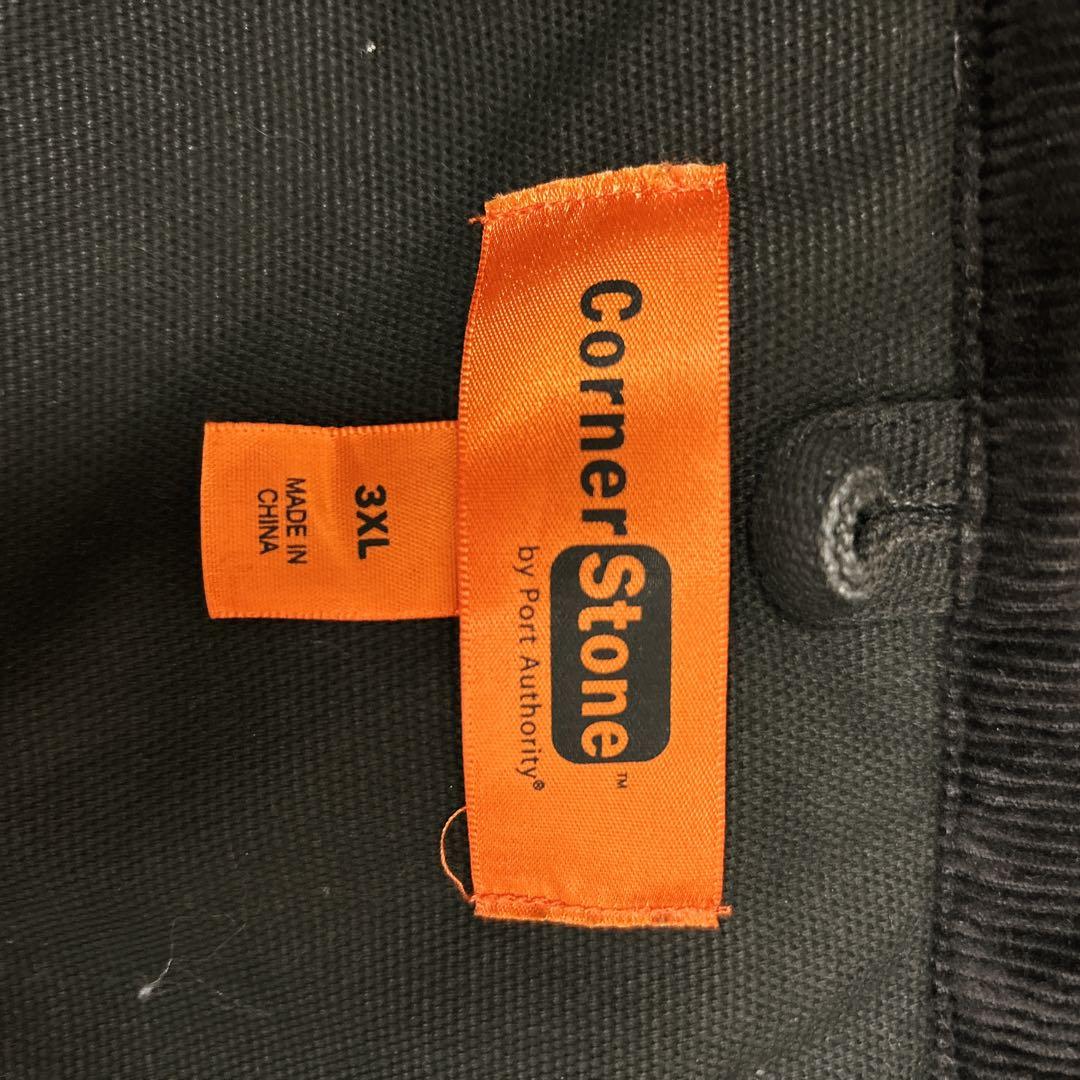 CornerStone™
by Port Authority®
3XL
MADE IN
CHINA